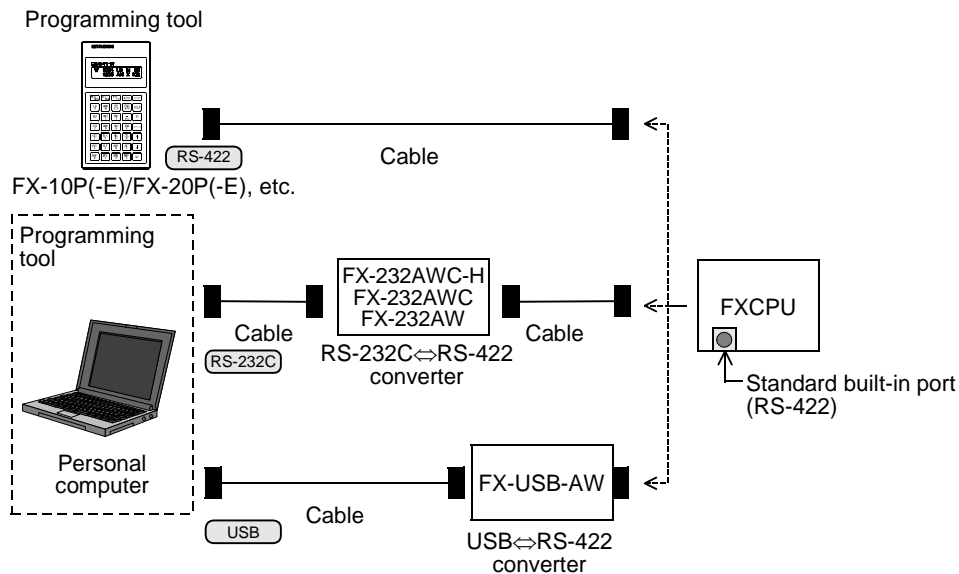 Programming tool
RS-422
Cable
FX-10P(-E)/FX-20P(-E), etc.
Programming
tool
Personal
computer
Cable
RS-232C
FX-232AWC-H
FX-232AWC
FX-232AW
RS-232C⇔RS-422
converter
Cable
FXCPU
Standard built-in port
(RS-422)
USB
Cable
FX-USB-AW
USB⇔RS-422
converter